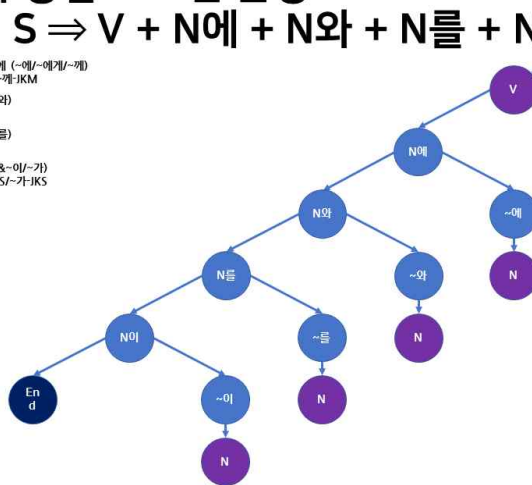 S ⇒ V + N에 + N와 + N를 + N
(~에/~에게/~께)
~께-JKM
와)
를)
&~이/~가)
S/~가-JKS
V
N에
N와
~에
N를
~와
N
N이
~를
N
En
d
~이
N
N